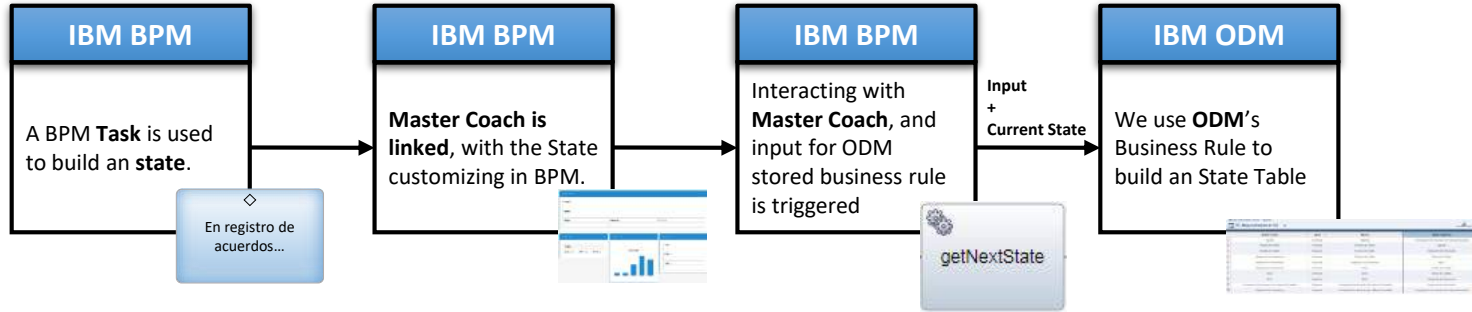 IBM BPM
A BPM Task is used
to build an state.
En registro de
acuerdos...
IBM BPM
Master Coach is
linked, with the State
customizing in BPM.
IBM BPM
Interacting with
Master Coach, and
input for ODM
stored business rule
is triggered
getNextState
Input
+
Current State
IBM ODM
We use ODM's
Business Rule to
build an State Table